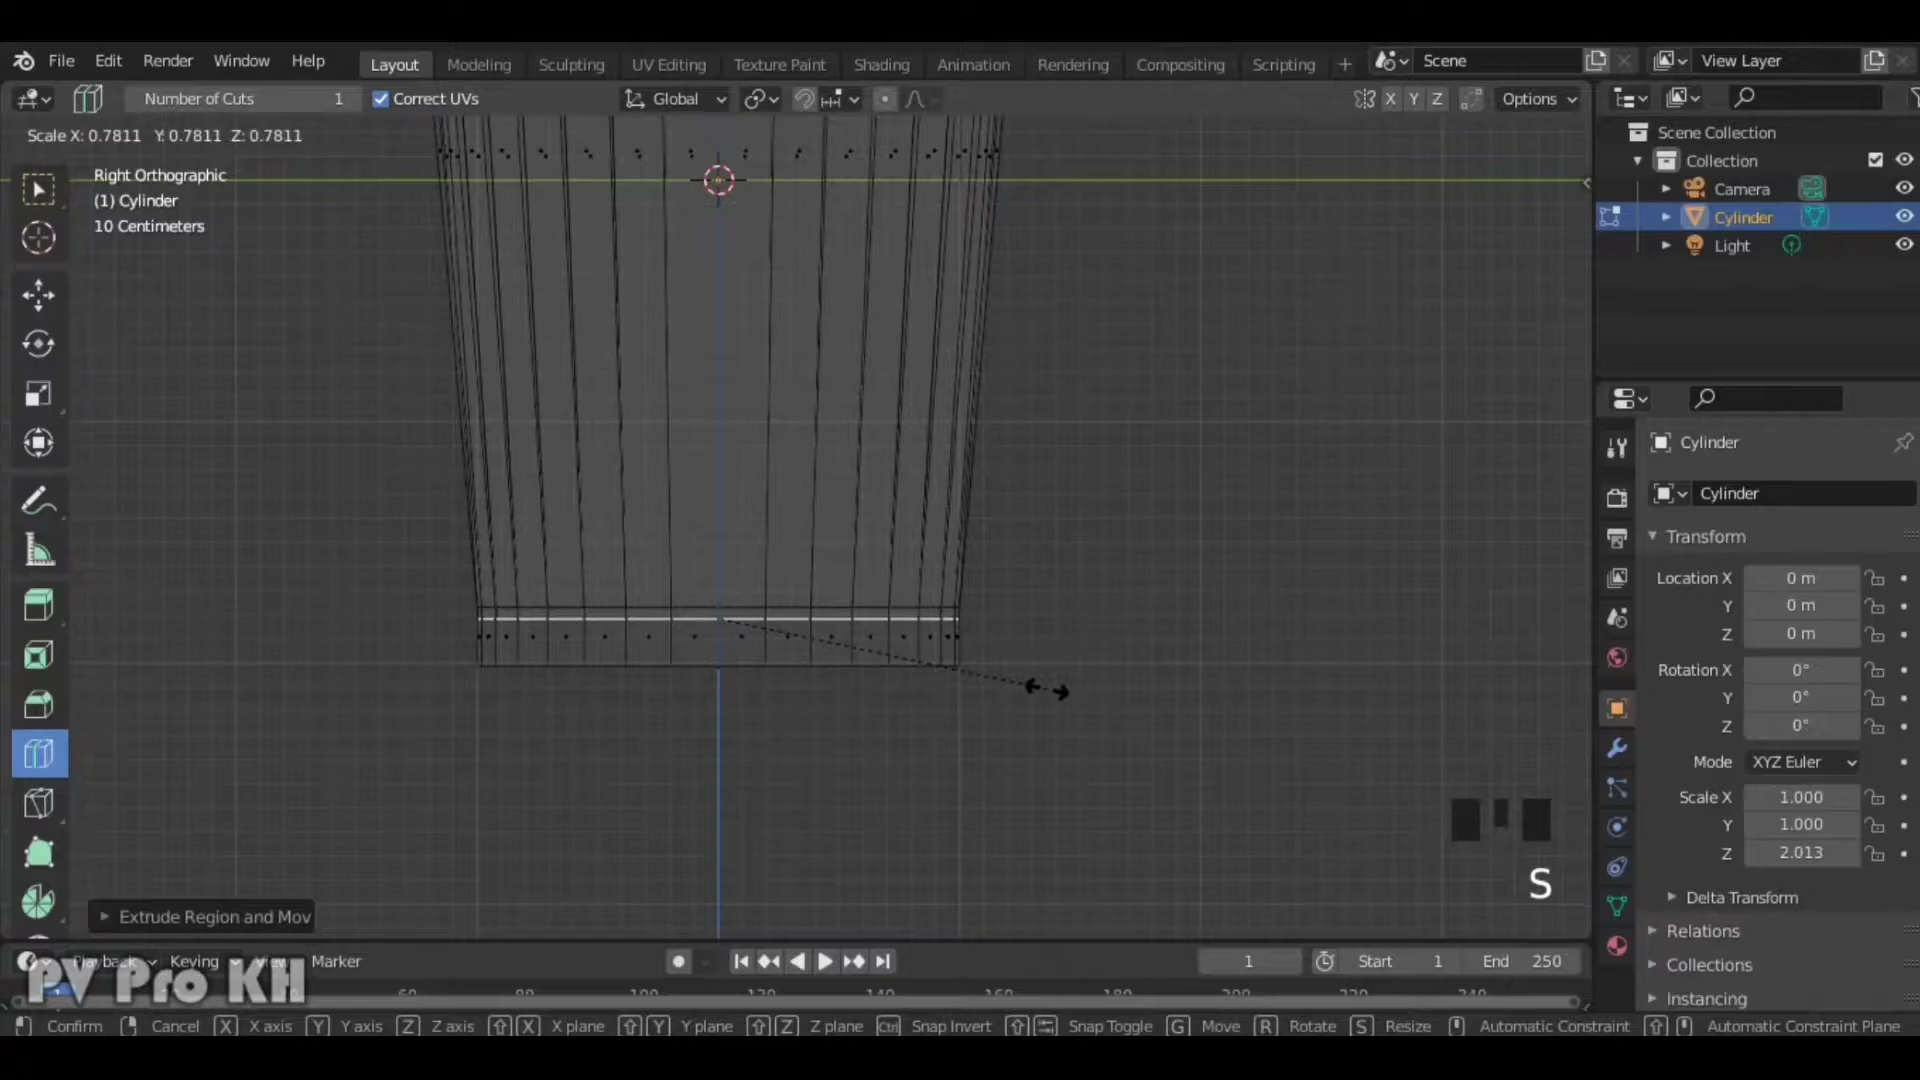 File Edit Render Window Help Layout Modeling Sculpting UV Editing Texture Paint Shading Animation Rendering Compositing Scripting + Scene View Layer
Number of Cuts 1 Correct UVs Global X Y Z Options
Scale X: 0.7811 Y: 0.7811 Z: 0.7811
Right Orthographic
(1) Cylinder
10 Centimeters
Scene Collection
Collection
Camera
Cylinder
Light
Cylinder
Cylinder
Transform
Location X 0 m
Y 0 m
Z 0 m
Rotation X 0°
Y 0°
Z 0°
Mode XYZ Euler
Scale X 1.000
Y 1.000
Z 2.013
Delta Transform
Relations
Collections
Instancing
S
Extrude Region and Mov
Playback Keying View Marker 1 Start 1 End 250
PV Pro KH
Confirm Cancel X X axis Y Y axis Z Z axis X X plane Y Y plane Z Z plane Ctrl Snap Invert Snap Toggle G Move R Rotate S Resize Automatic Constraint Automatic Constraint Plane